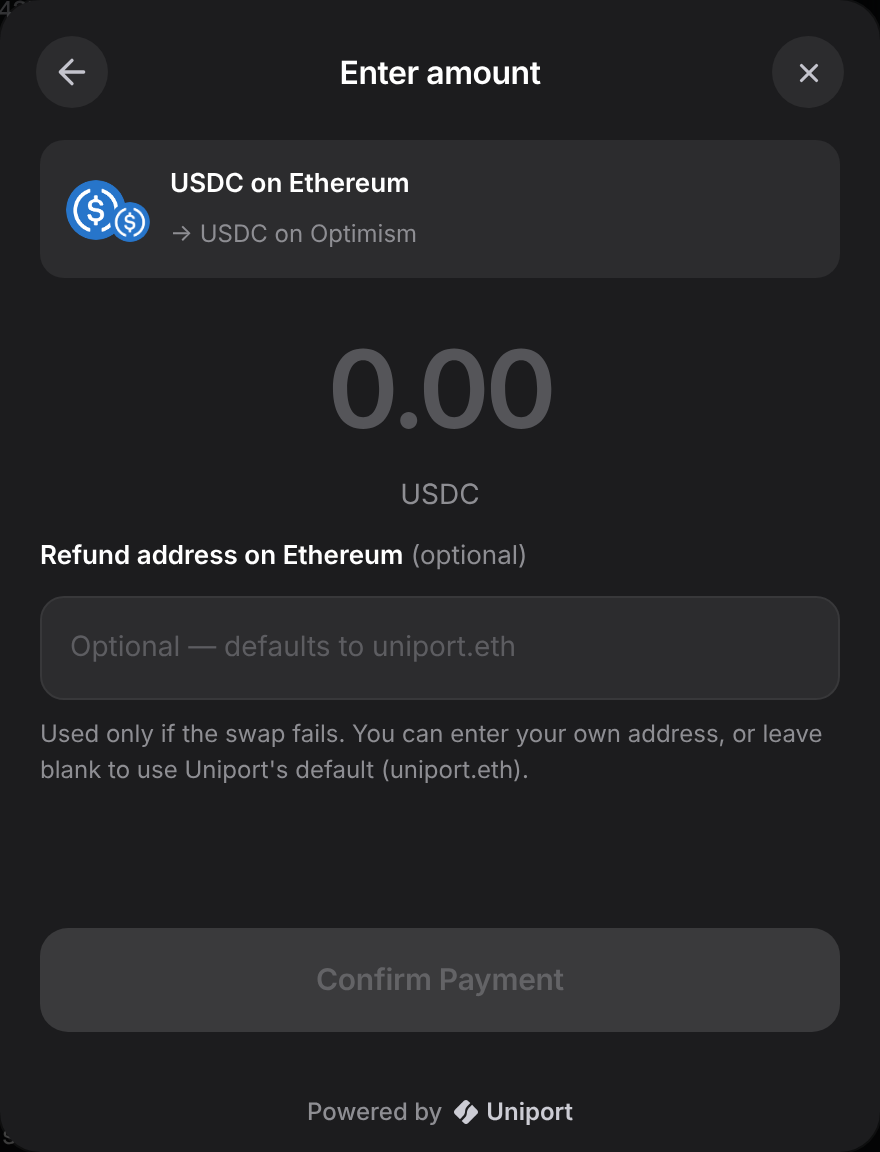 Enter amount
USDC on Ethereum
→ USDC on Optimism
0.00
USDC
Refund address on Ethereum (optional)
Optional — defaults to uniport.eth
Used only if the swap fails. You can enter your own address, or leave
blank to use Uniport's default (uniport.eth).
Confirm Payment
Powered by Uniport